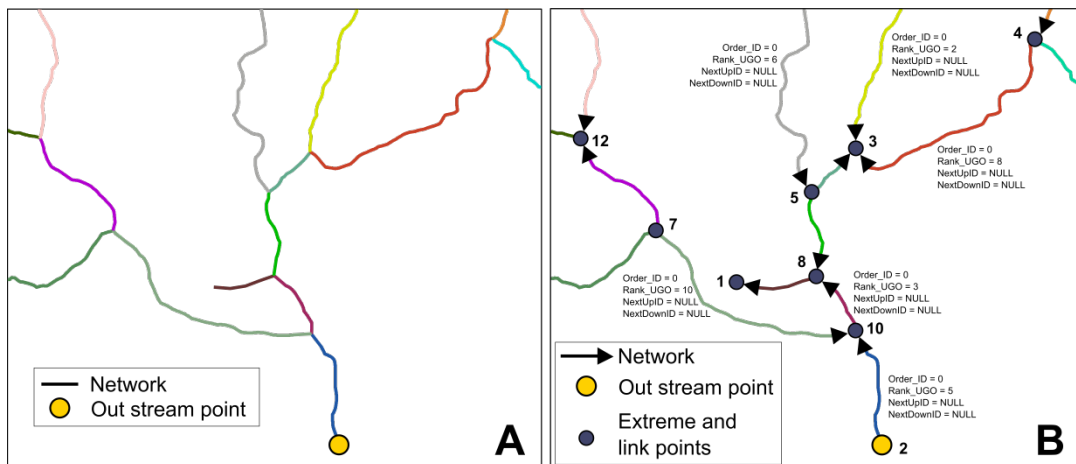 Network
Out stream point
A
Order_ID = 0
Rank_UGO = 6
NextUpID = NULL
NextDownID = NULL
Order_ID = 0
Rank_UGO = 2
NextUpID = NULL
NextDownID = NULL
4
12
3
Order_ID = 0
Rank_UGO = 8
NextUpID = NULL
NextDownID = NULL
5
7
8
1
Order_ID = 0
Rank_UGO = 10
NextUpID = NULL
NextDownID = NULL
Order_ID = 0
Rank_UGO = 3
NextUpID = NULL
NextDownID = NULL
10
Order_ID = 0
Rank_UGO = 5
NextUpID = NULL
NextDownID = NULL
2
Network
Out stream point
Extreme and
link points
B